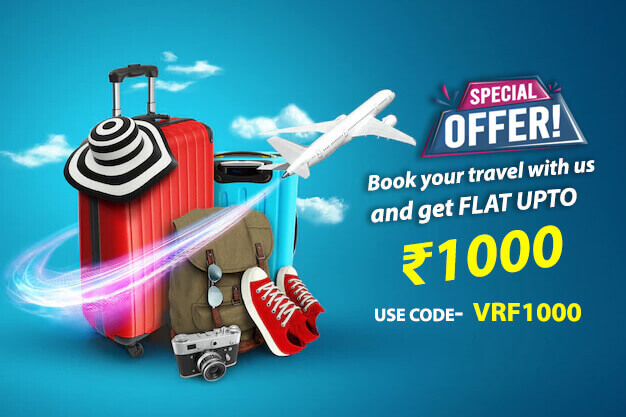 SPECIAL
OFFER!
Book your travel with us
and get FLAT UPTO
₹1000
USE CODE- VRF1000